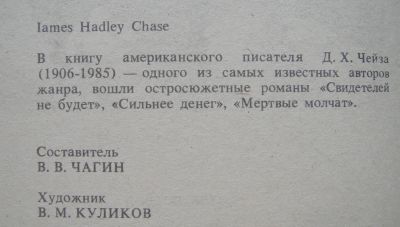 Iames Hadley Chase
В книгу американского писателя Д. Х. Чейза
(1906-1985) — одного из самых известных авторов
жанра, вошли остросюжетные романы «Свидетелей
не будет», «Сильнее денег», «Мертвые молчат».
Составитель
В. В. ЧАГИН
Художник
В. М. КУЛИКОВ